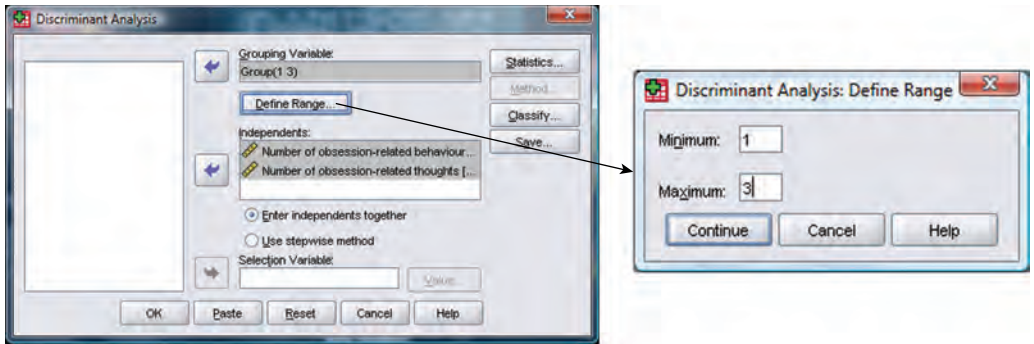 Discriminant Analysis
Grouping Variable:
Group(1 3)
Define Range...
Independents:
Number of obsession-related behaviour...
Number of obsession-related thoughts [...
Enter independents together
Use stepwise method
Selection Variable:
Value...
Statistics...
Method...
Classify...
Save...
OK
Paste
Reset
Cancel
Help
Discriminant Analysis: Define Range
Minimum: 1
Maximum: 3
Continue
Cancel
Help